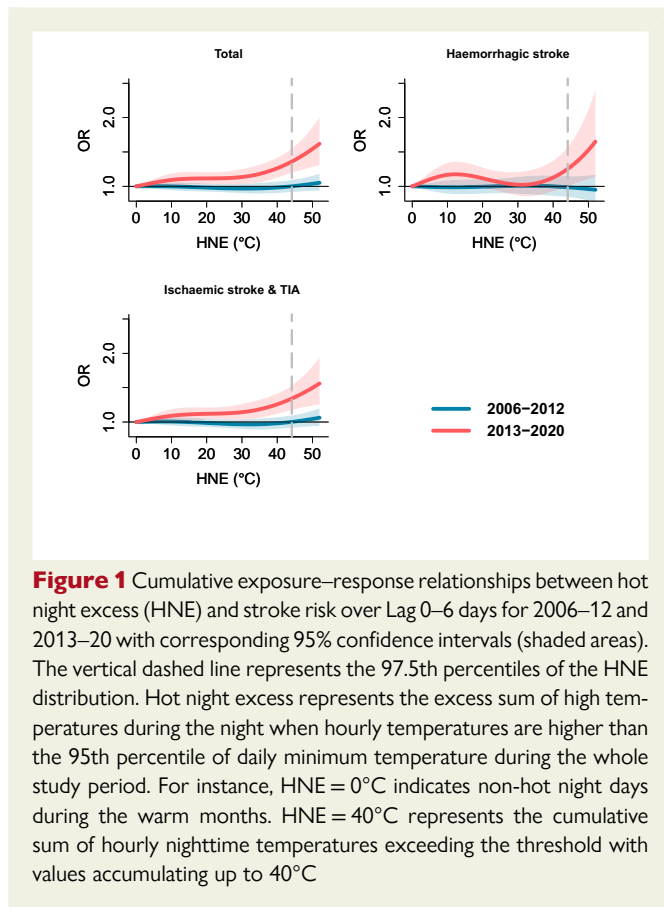 Total
Haemorrhagic stroke
OR
1.0
2.0
0 10 20 30 40 50
HNE (°C)
OR
1.0
2.0
0 10 20 30 40 50
HNE (°C)
Ischaemic stroke & TIA
OR
1.0
2.0
0 10 20 30 40 50
HNE (°C)
2006−2012
2013−2020
Figure 1 Cumulative exposure–response relationships between hot
night excess (HNE) and stroke risk over Lag 0–6 days for 2006–12 and
2013–20 with corresponding 95% confidence intervals (shaded areas).
The vertical dashed line represents the 97.5th percentiles of the HNE
distribution. Hot night excess represents the excess sum of high tem-
peratures during the night when hourly temperatures are higher than
the 95th percentile of daily minimum temperature during the whole
study period. For instance, HNE = 0°C indicates non-hot night days
during the warm months. HNE = 40°C represents the cumulative
sum of hourly nighttime temperatures exceeding the threshold with
values accumulating up to 40°C